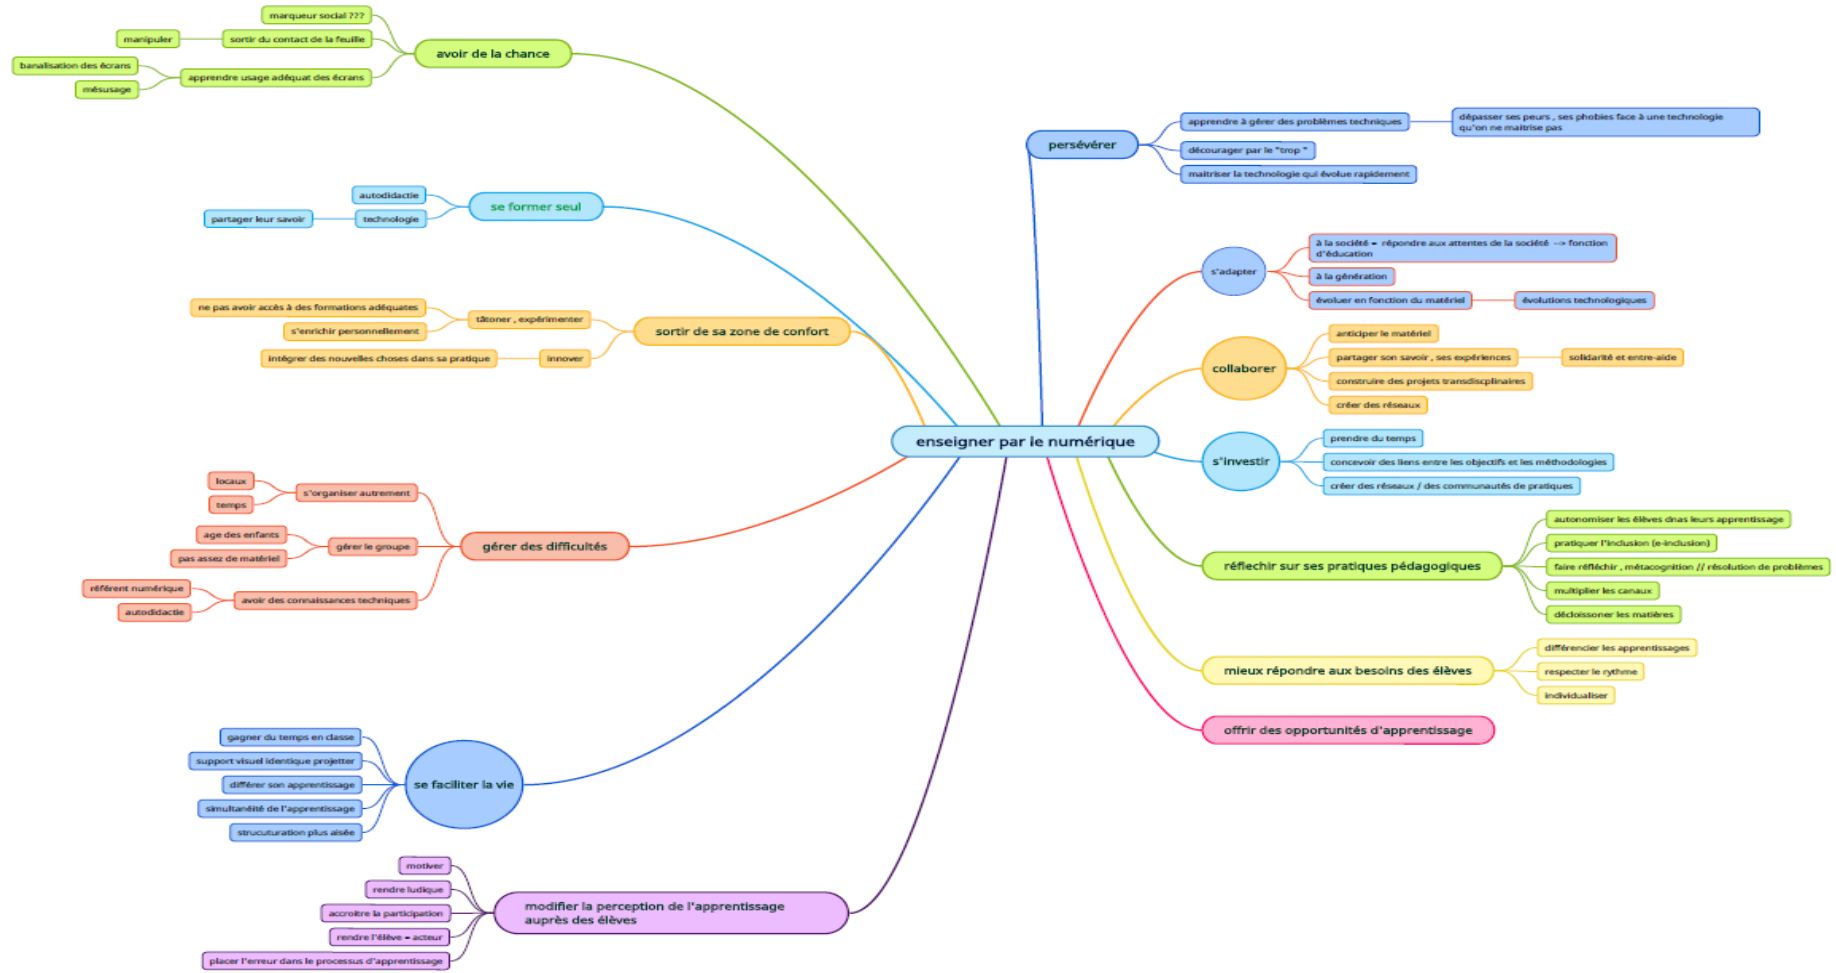 marqueur social ???
manipuler
sortir du contact de la feuille
avoir de la chance
banalisation des écrans
apprendre usage adéquat des écrans
mésusage
autodidactie
se former seul
partager leur savoir
technologie
ne pas avoir accès à des formations adéquates
tâtoner , expérimenter
s'enrichir personnellement
sortir de sa zone de confort
intégrer des nouvelles choses dans sa pratique
innover
enseigner par le numérique
locaux
s'organiser autrement
temps
age des enfants
gérer le groupe
gérer des difficultés
pas assez de matériel
référent numérique
avoir des connaissances techniques
autodidactie
gagner du temps en classe
support visuel identique projetter
différer son apprentissage
se faciliter la vie
simultanéité de l'apprentissage
strucuturation plus aisée
motiver
rendre ludique
accroitre la participation
modifier la perception de l'apprentissage
auprès des élèves
rendre l'élève = acteur
placer l'erreur dans le processus d'apprentissage
persévérer
apprendre à gérer des problèmes techniques
dépasser ses peurs , ses phobies face à une technologie
qu'on ne maitrise pas
décourager par le "trop "
maitriser la technologie qui évolue rapidement
s'adapter
à la société = répondre aux attentes de la société --> fonction
d'éducation
à la génération
évoluer en fonction du matériel
évolutions technologiques
collaborer
anticiper le matériel
partager son savoir , ses expériences
solidarité et entre-aide
construire des projets transdiscplinaires
créer des réseaux
s'investir
prendre du temps
concevoir des liens entre les objectifs et les méthodologies
créer des réseaux / des communautés de pratiques
réflechir sur ses pratiques pédagogiques
autonomiser les élèves dnas leurs apprentissage
pratiquer l'inclusion (e-inclusion)
faire réfléchir , métacognition // résolution de problèmes
multiplier les canaux
décloissoner les matières
mieux répondre aux besoins des élèves
différencier les apprentissages
respecter le rythme
individualiser
offrir des opportunités d'apprentissage